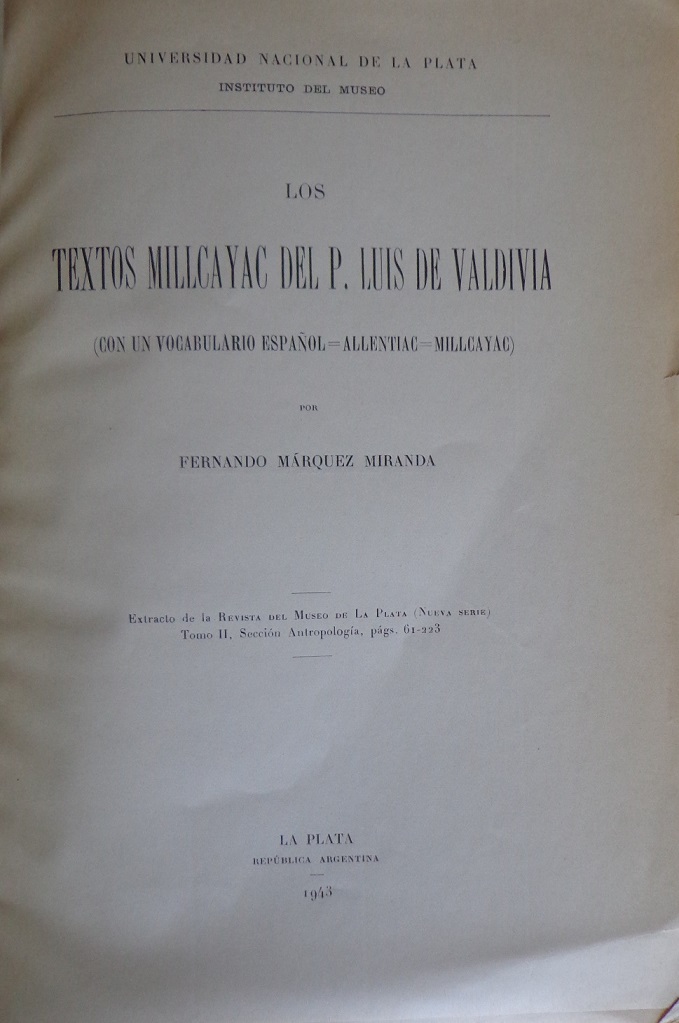 UNIVERSIDAD NACIONAL DE LA PLATA
INSTITUTO DEL MUSEO
LOS
TEXTOS MILLCAYAC DEL P. LUIS DE VALDIVIA
(CON UN VOCABULARIO ESPAÑOL=ALLENTIAC=MILLCAYAC)
POR
FERNANDO MÁRQUEZ MIRANDA
Extracto de la REVISTA DEL MUSEO DE LA PLATA (NUEVA SERIE)
Tomo II, Sección Antropología, págs. 61-223
LA PLATA
REPÚBLICA ARGENTINA
1943